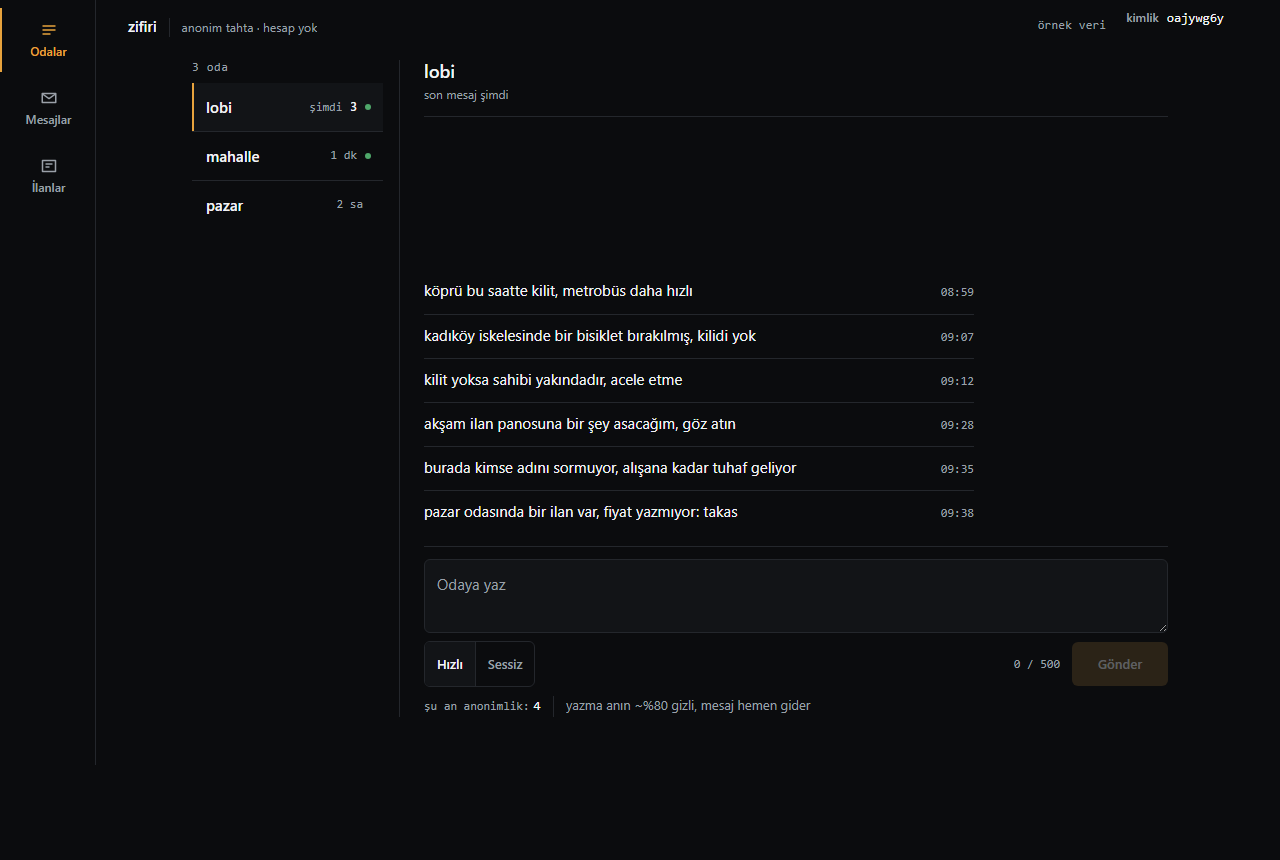 zifiri
anonim tahta · hesap yok
örnek veri
kimlik oajywg6y
Odalar
Mesajlar
İlanlar
3 oda
lobi şimdi 3
mahalle 1 dk
pazar 2 sa
lobi
son mesaj şimdi
köprü bu saatte kilit, metrobüs daha hızlı 08:59
kadıköy iskelesinde bir bisiklet bırakılmış, kilidi yok 09:07
kilit yoksa sahibi yakındadır, acele etme 09:12
akşam ilan panosuna bir şey asacağım, göz atın 09:28
burada kimse adını sormuyor, alışana kadar tuhaf geliyor 09:35
pazar odasında bir ilan var, fiyat yazmıyor: takas 09:38
Odaya yaz
Hızlı Sessiz 0 / 500 Gönder
şu an anonimlik: 4 yazma anın ~%80 gizli, mesaj hemen gider